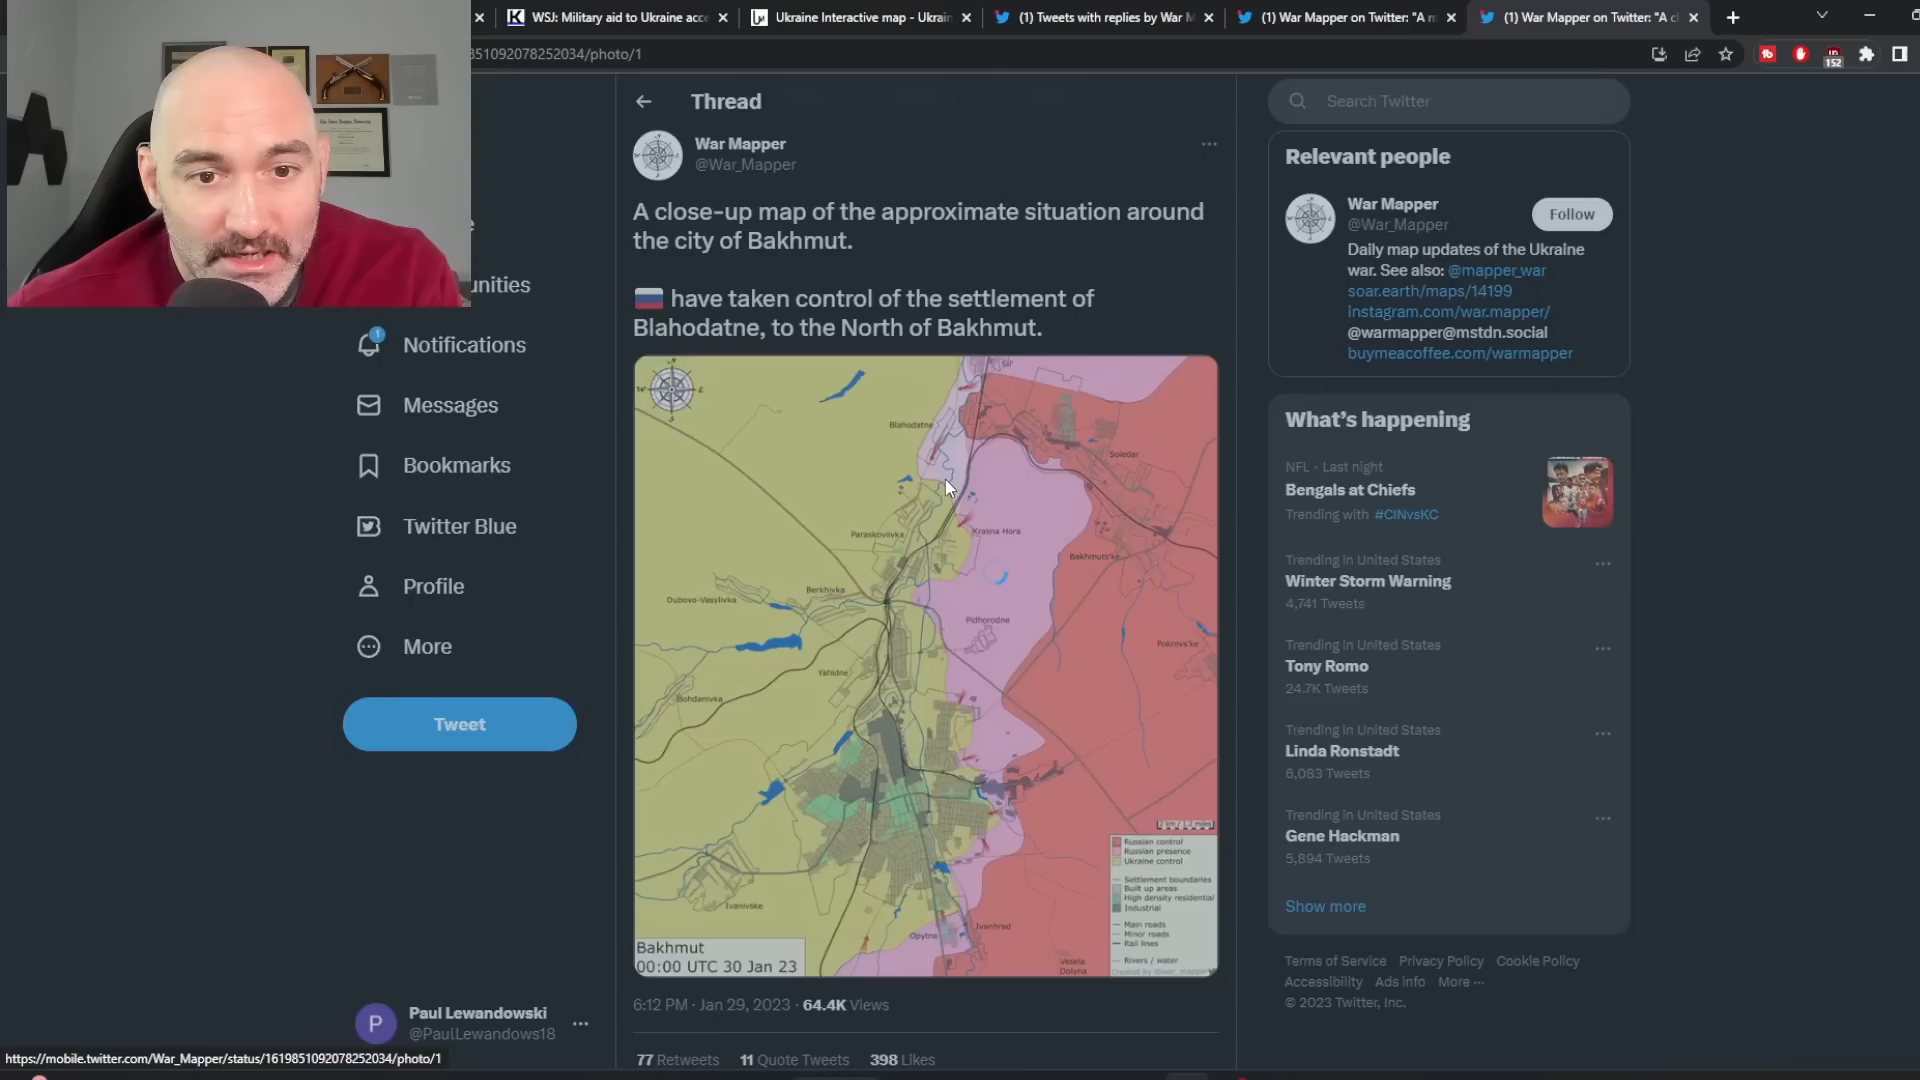 WSJ: Military aid to Ukraine acce
Ukraine Interactive map - Ukrain
(1) Tweets with replies by War M
(1) War Mapper on Twitter: "A m
(1) War Mapper on Twitter: "A cl
351092078252034/photo/1
152
Thread
War Mapper
@War_Mapper
A close-up map of the approximate situation around
the city of Bakhmut.
have taken control of the settlement of
Blahodatne, to the North of Bakhmut.
Blahodatne
Soledar
Paraskoviivka
Krasna Hora
Bakhmuts'ke
Dubovo-Vasylivka
Berkhivka
Pidhorodne
Pokrovs'ke
Yahidne
Bohdanivka
Ivanivske
Opytne
Ivanhrad
Vesela
Dolyna
Bakhmut
00:00 UTC 30 Jan 23
Russian control
Russian presence
Ukraine control
Settlement boundaries
Built up areas
High density residential
Industrial
Main roads
Minor roads
Rail lines
Rivers / water
6:12 PM · Jan 29, 2023 · 64.4K Views
77 Retweets 11 Quote Tweets 398 Likes
unities
1
Notifications
Messages
Bookmarks
Twitter Blue
Profile
More
Tweet
P
Paul Lewandowski
@PaulLewandows18
https://mobile.twitter.com/War_Mapper/status/1619851092078252034/photo/1
Search Twitter
Relevant people
War Mapper
@War_Mapper
Follow
Daily map updates of the Ukraine
war. See also: @mapper_war
soar.earth/maps/14199
instagram.com/war.mapper/
@warmapper@mstdn.social
buymeacoffee.com/warmapper
What's happening
NFL · Last night
Bengals at Chiefs
Trending with #CINvsKC
Trending in United States
Winter Storm Warning
4,741 Tweets
Trending in United States
Tony Romo
24.7K Tweets
Trending in United States
Linda Ronstadt
6,083 Tweets
Trending in United States
Gene Hackman
5,894 Tweets
Show more
Terms of Service Privacy Policy Cookie Policy
Accessibility Ads info More ···
© 2023 Twitter, Inc.